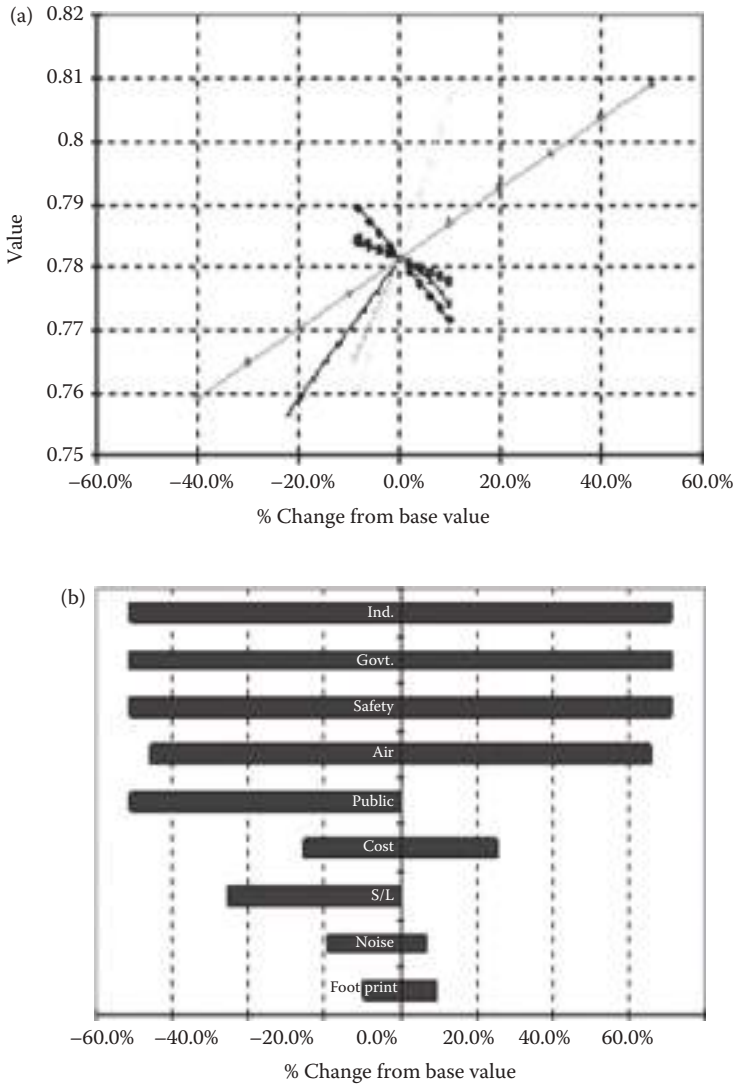 (a)
0.82
0.81
0.8
0.79
0.78
0.77
0.76
0.75
Value
–60.0% –40.0% –20.0% 0.0% 20.0% 40.0% 60.0%
% Change from base value
(b)
Ind.
Govt.
Safety
Air
Public
Cost
S/L
Noise
Foot print
–60.0% –40.0% –20.0% 0.0% 20.0% 40.0% 60.0%
% Change from base value